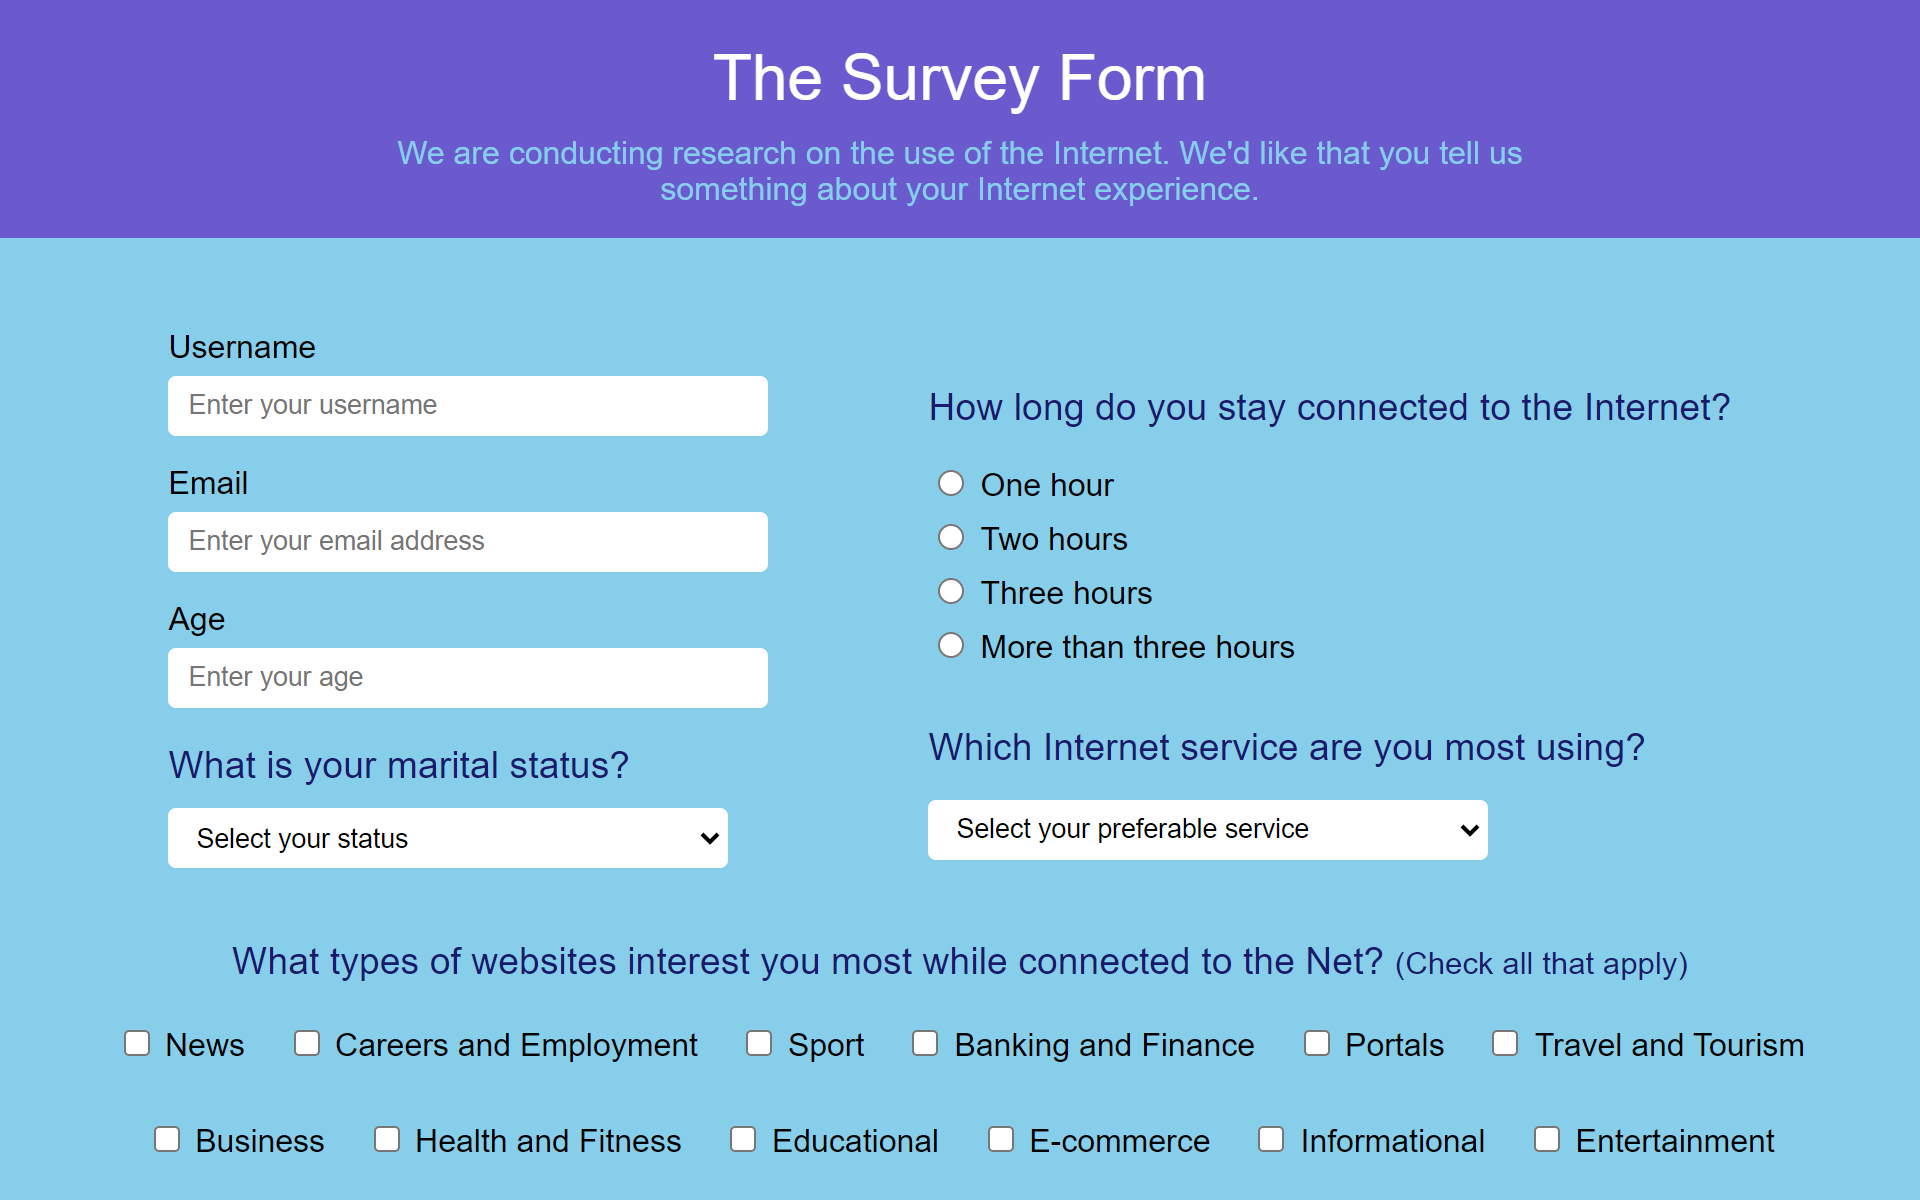 The Survey Form
We are conducting research on the use of the Internet. We'd like that you tell us
something about your Internet experience.
Username
Enter your username
Email
Enter your email address
Age
Enter your age
What is your marital status?
Select your status
How long do you stay connected to the Internet?
One hour
Two hours
Three hours
More than three hours
Which Internet service are you most using?
Select your preferable service
What types of websites interest you most while connected to the Net? (Check all that apply)
News Careers and Employment Sport Banking and Finance Portals Travel and Tourism
Business Health and Fitness Educational E-commerce Informational Entertainment